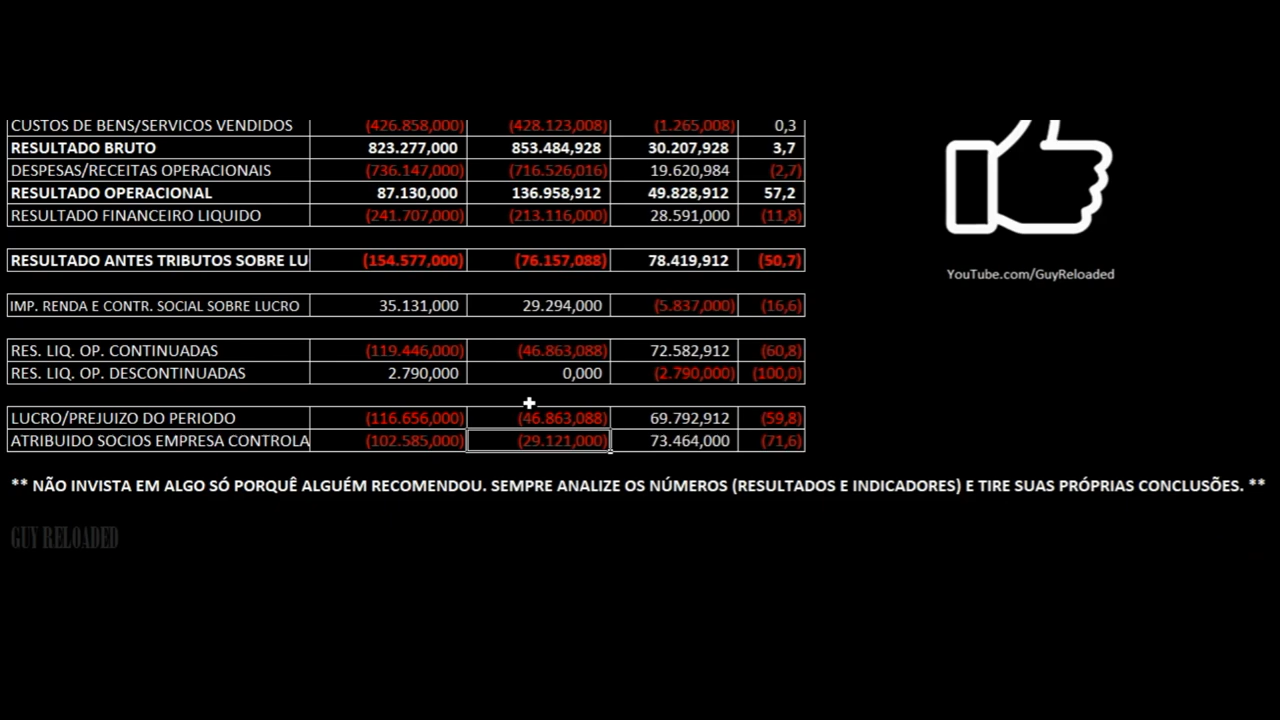 CUSTOS DE BENS/SERVICOS VENDIDOS (426.858,000) (428.123,008) (1.265,008) 0,3
RESULTADO BRUTO 823.277,000 853.484,928 30.207,928 3,7
DESPESAS/RECEITAS OPERACIONAIS (736.147,000) (716.526,016) 19.620,984 (2,7)
RESULTADO OPERACIONAL 87.130,000 136.958,912 49.828,912 57,2
RESULTADO FINANCEIRO LIQUIDO (241.707,000) (213.116,000) 28.591,000 (11,8)
RESULTADO ANTES TRIBUTOS SOBRE LU (154.577,000) (76.157,088) 78.419,912 (50,7)
IMP. RENDA E CONTR. SOCIAL SOBRE LUCRO 35.131,000 29.294,000 (5.837,000) (16,6)
RES. LIQ. OP. CONTINUADAS (119.446,000) (46.863,088) 72.582,912 (60,8)
RES. LIQ. OP. DESCONTINUADAS 2.790,000 0,000 (2.790,000) (100,0)
LUCRO/PREJUIZO DO PERIODO (116.656,000) (46.863,088) 69.792,912 (59,8)
ATRIBUIDO SOCIOS EMPRESA CONTROLA (102.585,000) (29.121,000) 73.464,000 (71,6)
** NÃO INVISTA EM ALGO SÓ PORQUÊ ALGUÉM RECOMENDOU. SEMPRE ANALIZE OS NÚMEROS (RESULTADOS E INDICADORES) E TIRE SUAS PRÓPRIAS CONCLUSÕES. **
GUY RELOADED
YouTube.com/GuyReloaded